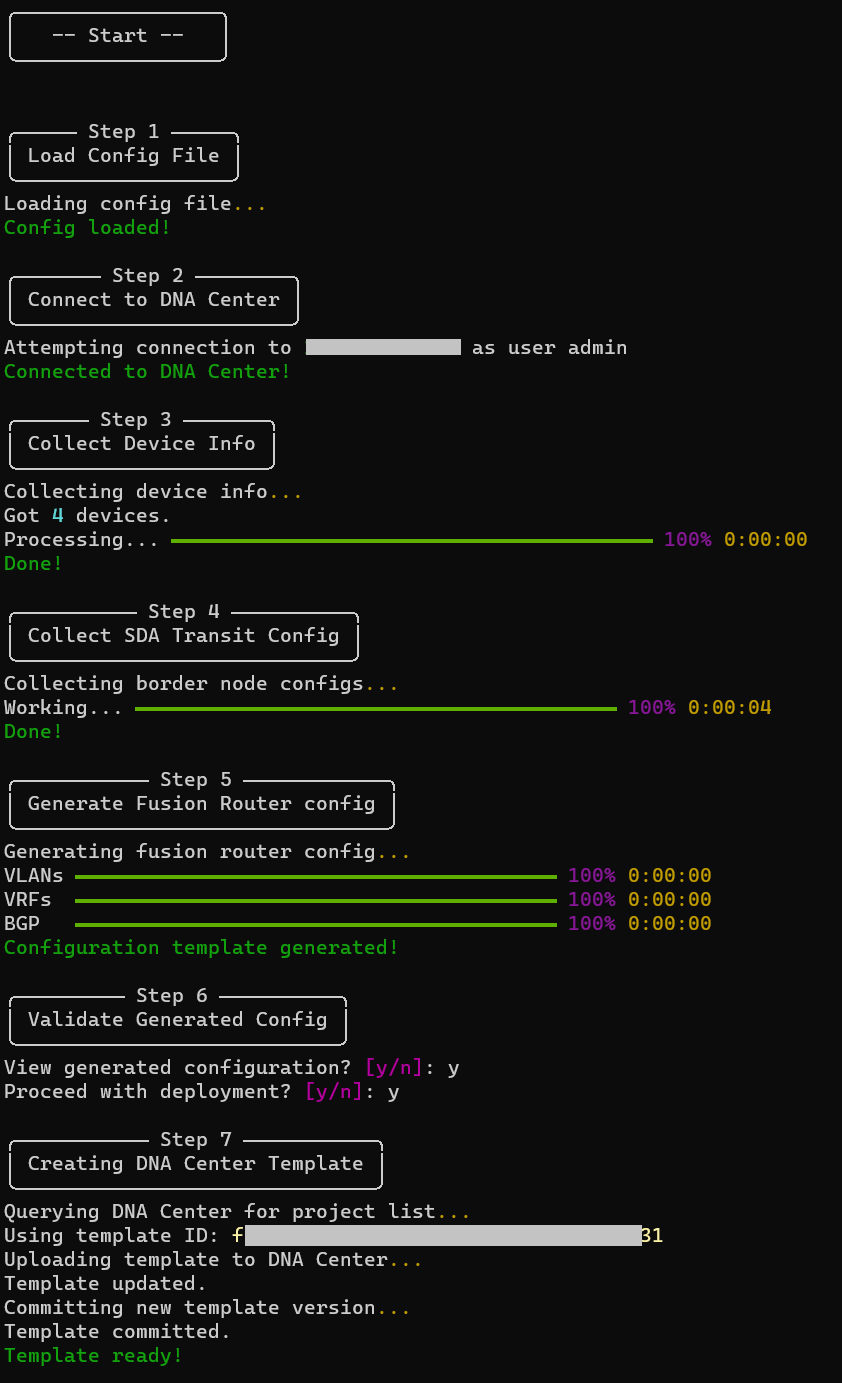 -- Start --
Step 1
Load Config File
Loading config file...
Config loaded!
Step 2
Connect to DNA Center
Attempting connection to as user admin
Connected to DNA Center!
Step 3
Collect Device Info
Collecting device info...
Got 4 devices.
Processing... 100% 0:00:00
Done!
Step 4
Collect SDA Transit Config
Collecting border node configs...
Working... 100% 0:00:04
Done!
Step 5
Generate Fusion Router config
Generating fusion router config...
VLANs 100% 0:00:00
VRFs 100% 0:00:00
BGP 100% 0:00:00
Configuration template generated!
Step 6
Validate Generated Config
View generated configuration? [y/n]: y
Proceed with deployment? [y/n]: y
Step 7
Creating DNA Center Template
Querying DNA Center for project list...
Using template ID: f 31
Uploading template to DNA Center...
Template updated.
Committing new template version...
Template committed.
Template ready!